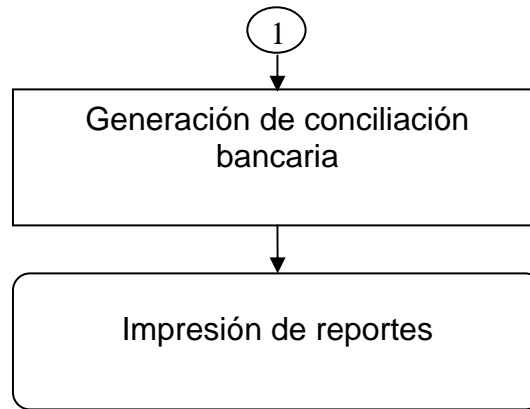 1
Generación de conciliación
bancaria
Impresión de reportes